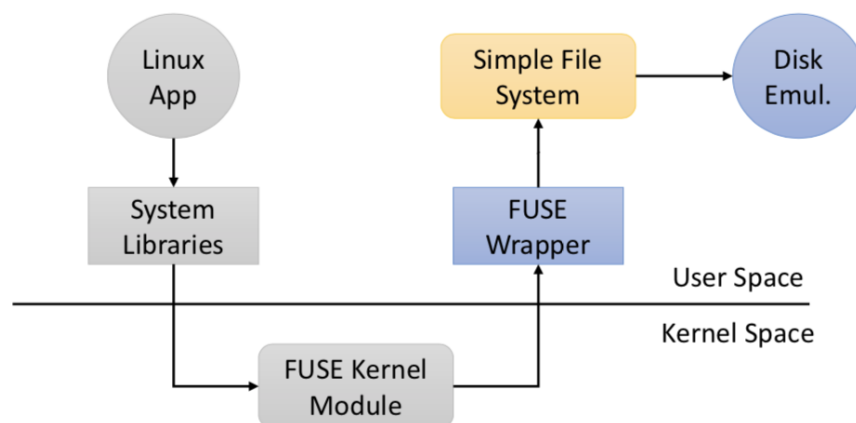 Linux
App
Simple File
System
Disk
Emul.
System
Libraries
FUSE
Wrapper
User Space
Kernel Space
FUSE Kernel
Module